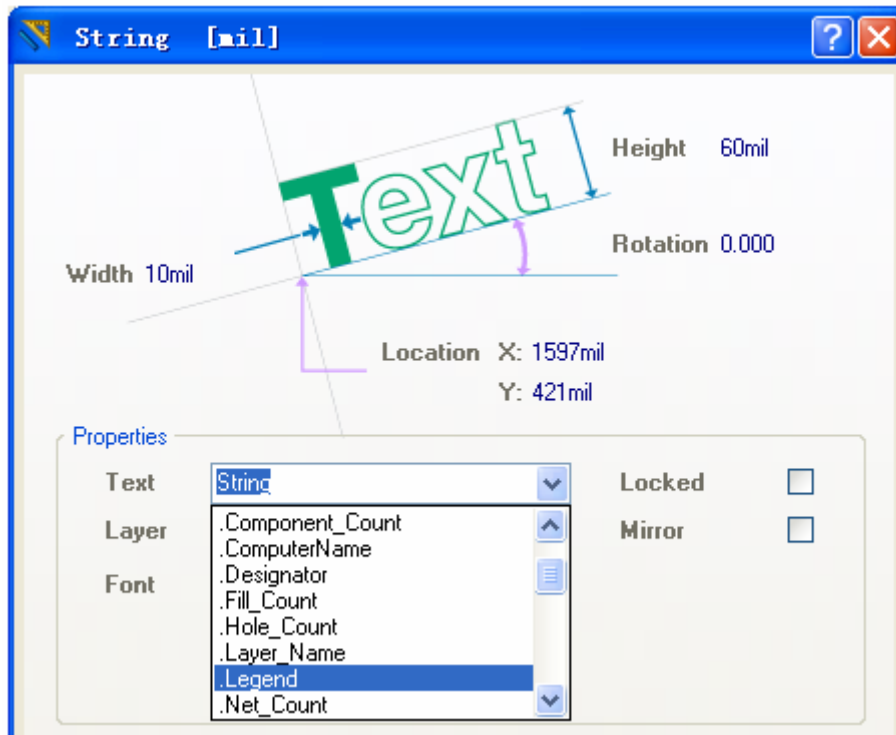 String [mil]
Text
Height 60mil
Rotation 0.000
Width 10mil
Location X: 1597mil
Y: 421mil
Properties
Text String Locked
Layer Mirror
Font
.Component_Count
.ComputerName
.Designator
.Fill_Count
.Hole_Count
.Layer_Name
.Legend
.Net_Count